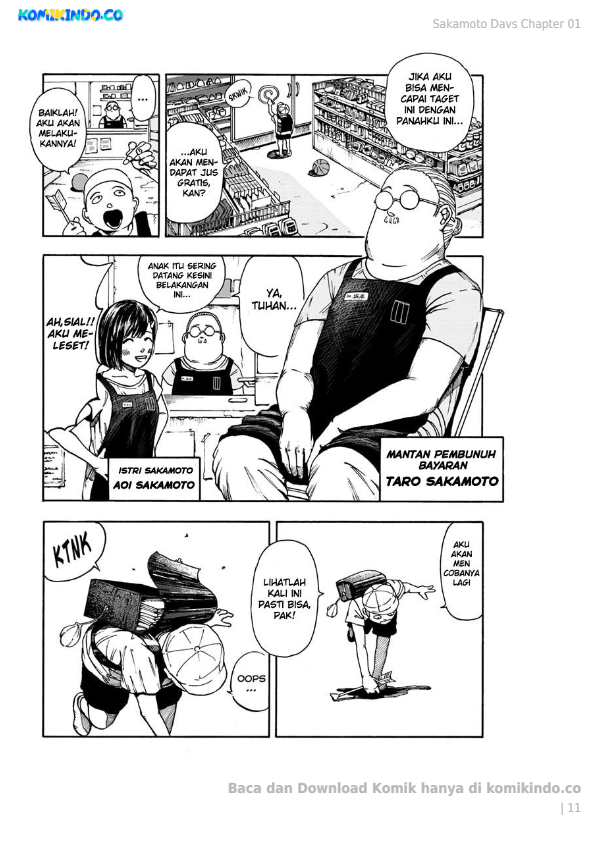 KOMIKINDO.CO
Sakamoto Days Chapter 01
JIKA AKU
BISA MEN-
CAPAI TAGET
INI DENGAN
PANAHKU INI...
SKWIK
...AKU
AKAN MEN-
DAPAT JUS
GRATIS,
KAN?
...
BAIKLAH!
AKU AKAN
MELAKU-
KANNYA!
YA,
TUHAN...
ANAK ITU SERING
DATANG KESINI
BELAKANGAN
INI...
AH,SIAL!!
AKU ME-
LESET!
MANTAN PEMBUNUH
BAYARAN
TARO SAKAMOTO
ISTRI SAKAMOTO
AOI SAKAMOTO
AKU
AKAN
MEN
COBANYA
LAGI
LIHATLAH
KALI INI
PASTI BISA,
PAK!
KTNK
OOPS
...
Baca dan Download Komik hanya di komikindo.co
| 11